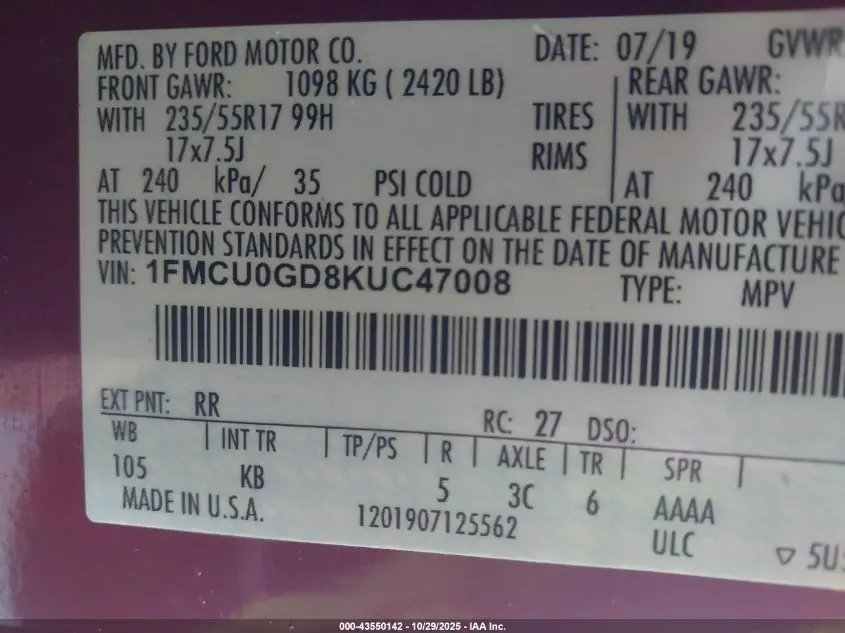 MFD. BY FORD MOTOR CO. DATE: 07/19 GVWR
FRONT GAWR: 1098 KG ( 2420 LB) REAR GAWR:
WITH 235/55R17 99H TIRES WITH 235/55R
17x7.5J RIMS 17x7.5J
AT 240 kPa/ 35 PSI COLD AT 240 kPa
THIS VEHICLE CONFORMS TO ALL APPLICABLE FEDERAL MOTOR VEHIC
PREVENTION STANDARDS IN EFFECT ON THE DATE OF MANUFACTURE
VIN: 1FMCU0GD8KUC47008 TYPE: MPV
EXT PNT: RR RC: 27 DSO:
WB INT TR TP/PS R AXLE TR SPR
105 KB 5 3C 6 AAAA
MADE IN U.S.A. 1201907125562 ULC ▽ 5U5
000-43550142 - 10/29/2025 - IAA Inc.